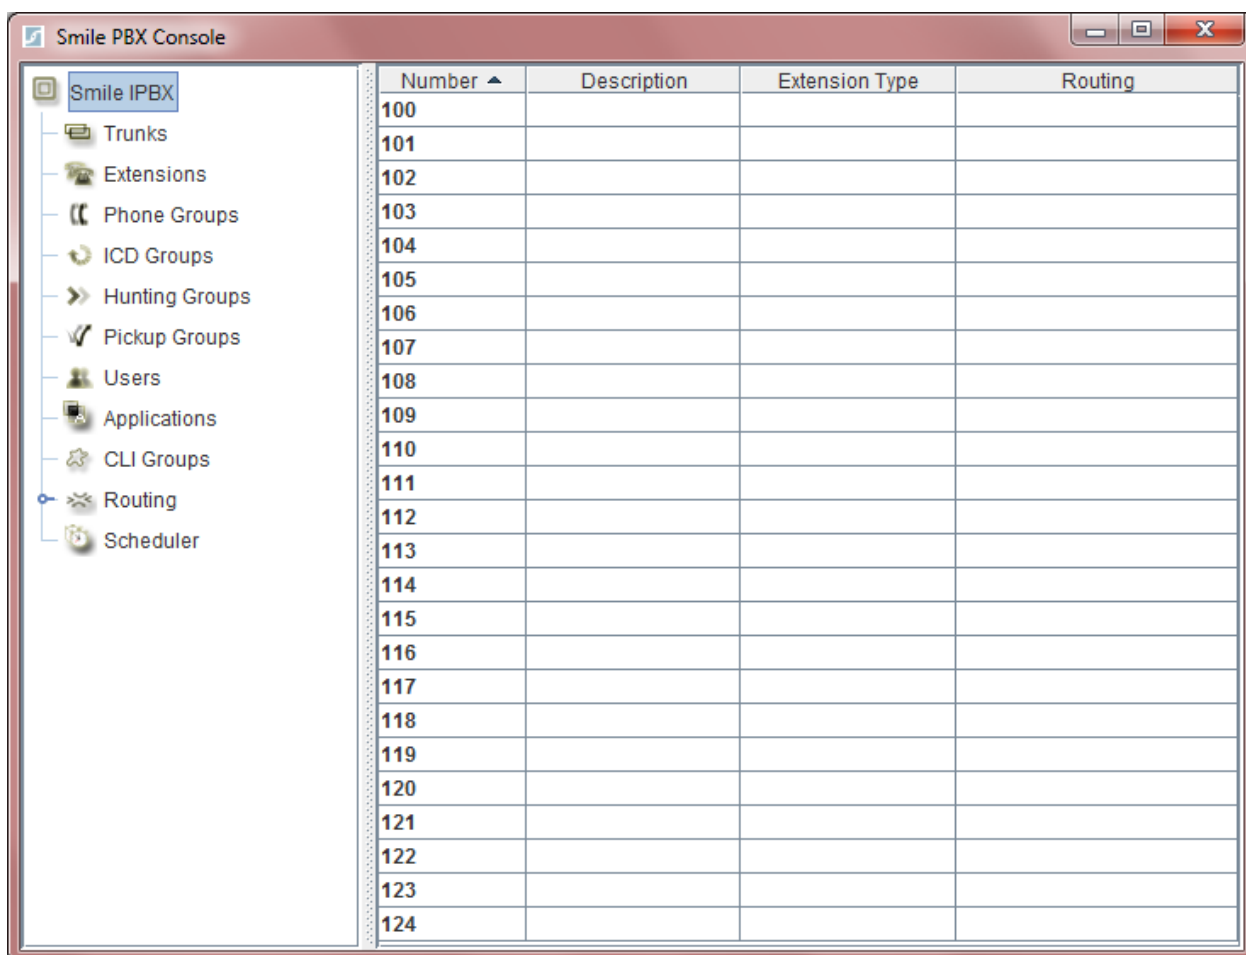 Smile PBX Console
Smile IPBX
Trunks
Extensions
Phone Groups
ICD Groups
Hunting Groups
Pickup Groups
Users
Applications
CLI Groups
Routing
Scheduler
Number Description Extension Type Routing
100
101
102
103
104
105
106
107
108
109
110
111
112
113
114
115
116
117
118
119
120
121
122
123
124